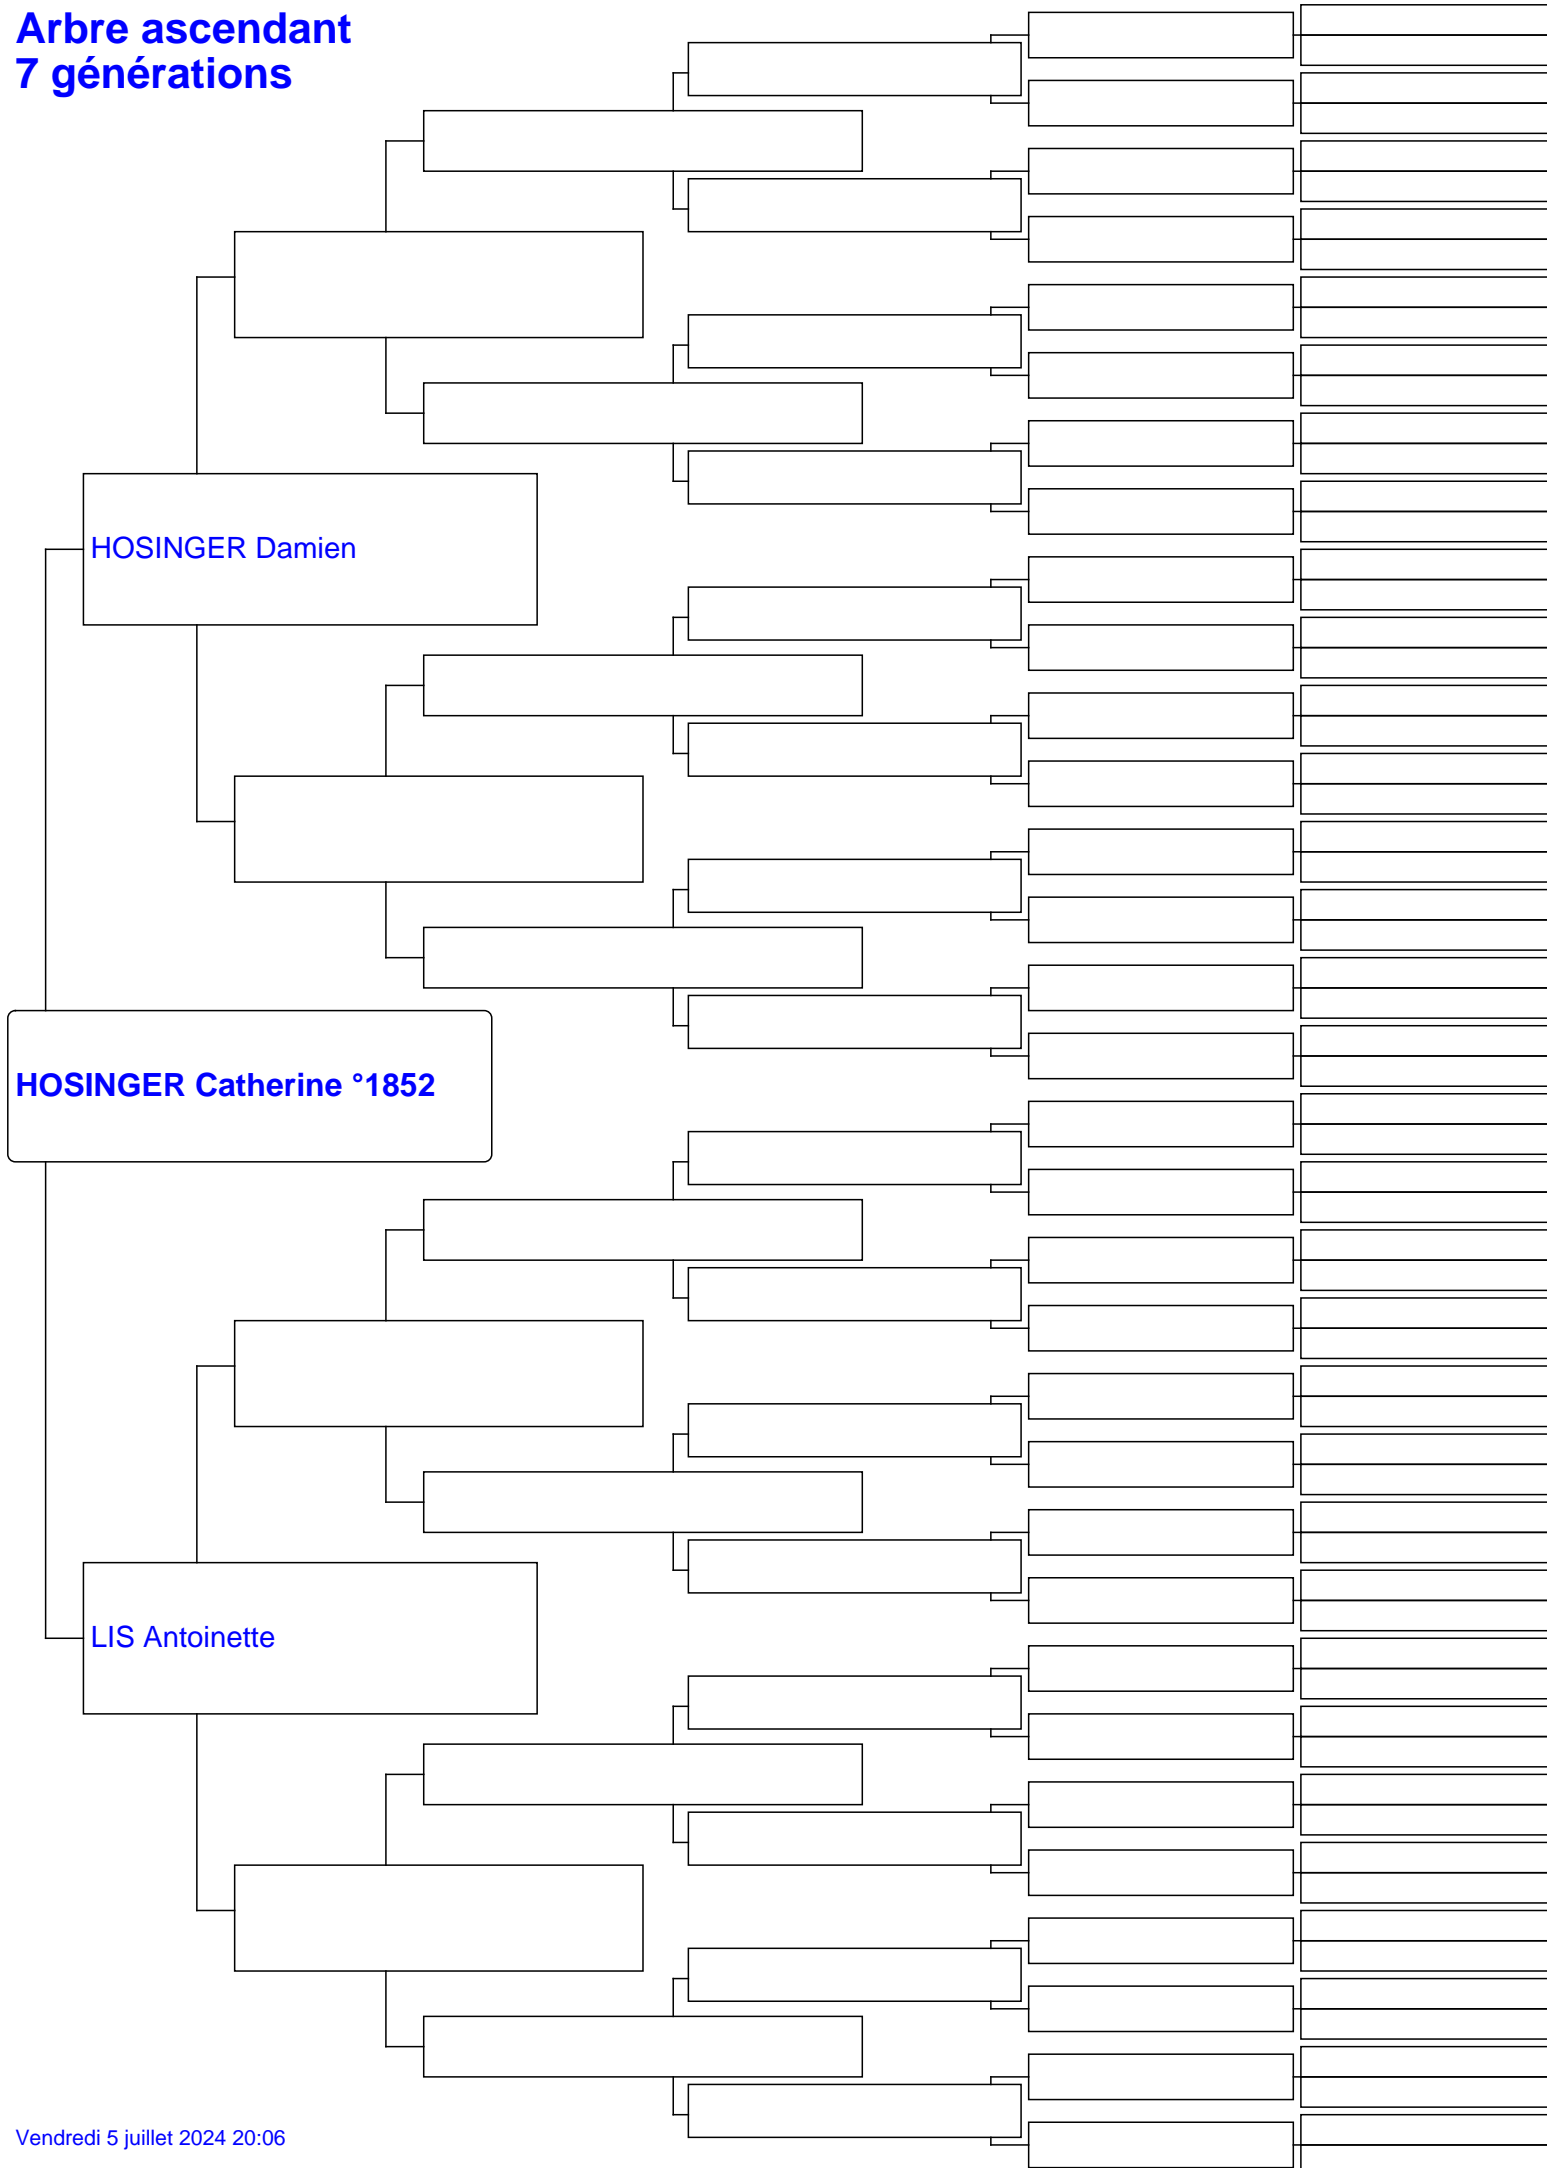 Arbre ascendant
7 générations
HOSINGER Damien
HOSINGER Catherine °1852
LIS Antoinette
Vendredi 5 juillet 2024 20:06